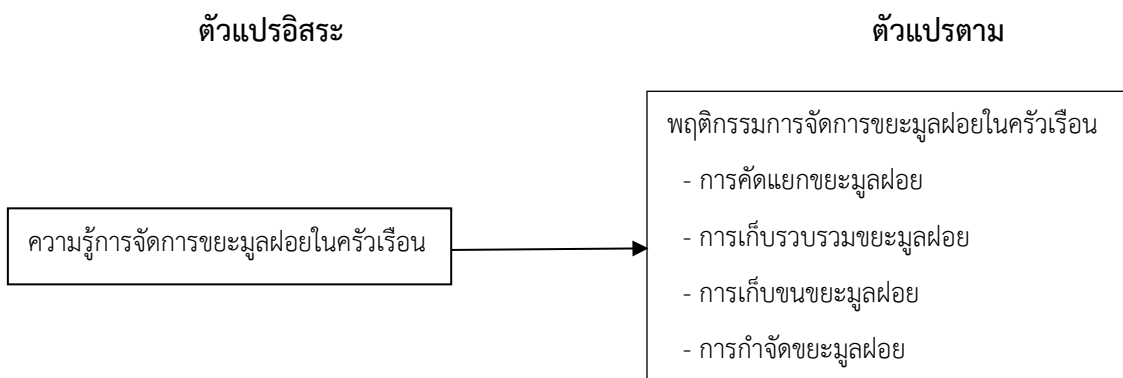 ตัวแปรอิสระ
ตัวแปรตาม
ความรู้การจัดการขยะมูลฝอยในครัวเรือน
พฤติกรรมการจัดการขยะมูลฝอยในครัวเรือน
- การคัดแยกขยะมูลฝอย
- การเก็บรวบรวมขยะมูลฝอย
- การเก็บขนขยะมูลฝอย
- การกำจัดขยะมูลฝอย